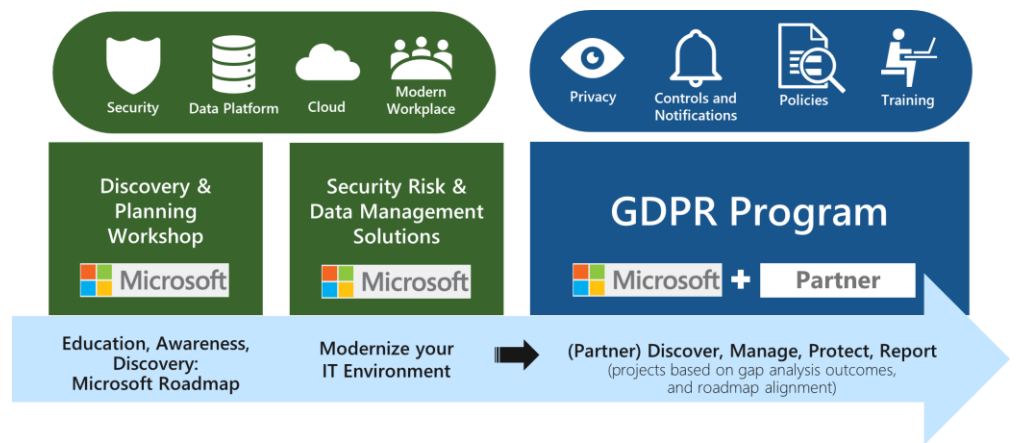 Security
Data Platform
Cloud
Modern
Workplace
Privacy
Controls and
Notifications
Policies
Training
Discovery &
Planning
Workshop
Microsoft
Security Risk &
Data Management
Solutions
Microsoft
GDPR Program
Microsoft + Partner
Education, Awareness,
Discovery:
Microsoft Roadmap
Modernize your
IT Environment
(Partner) Discover, Manage, Protect, Report
(projects based on gap analysis outcomes,
and roadmap alignment)